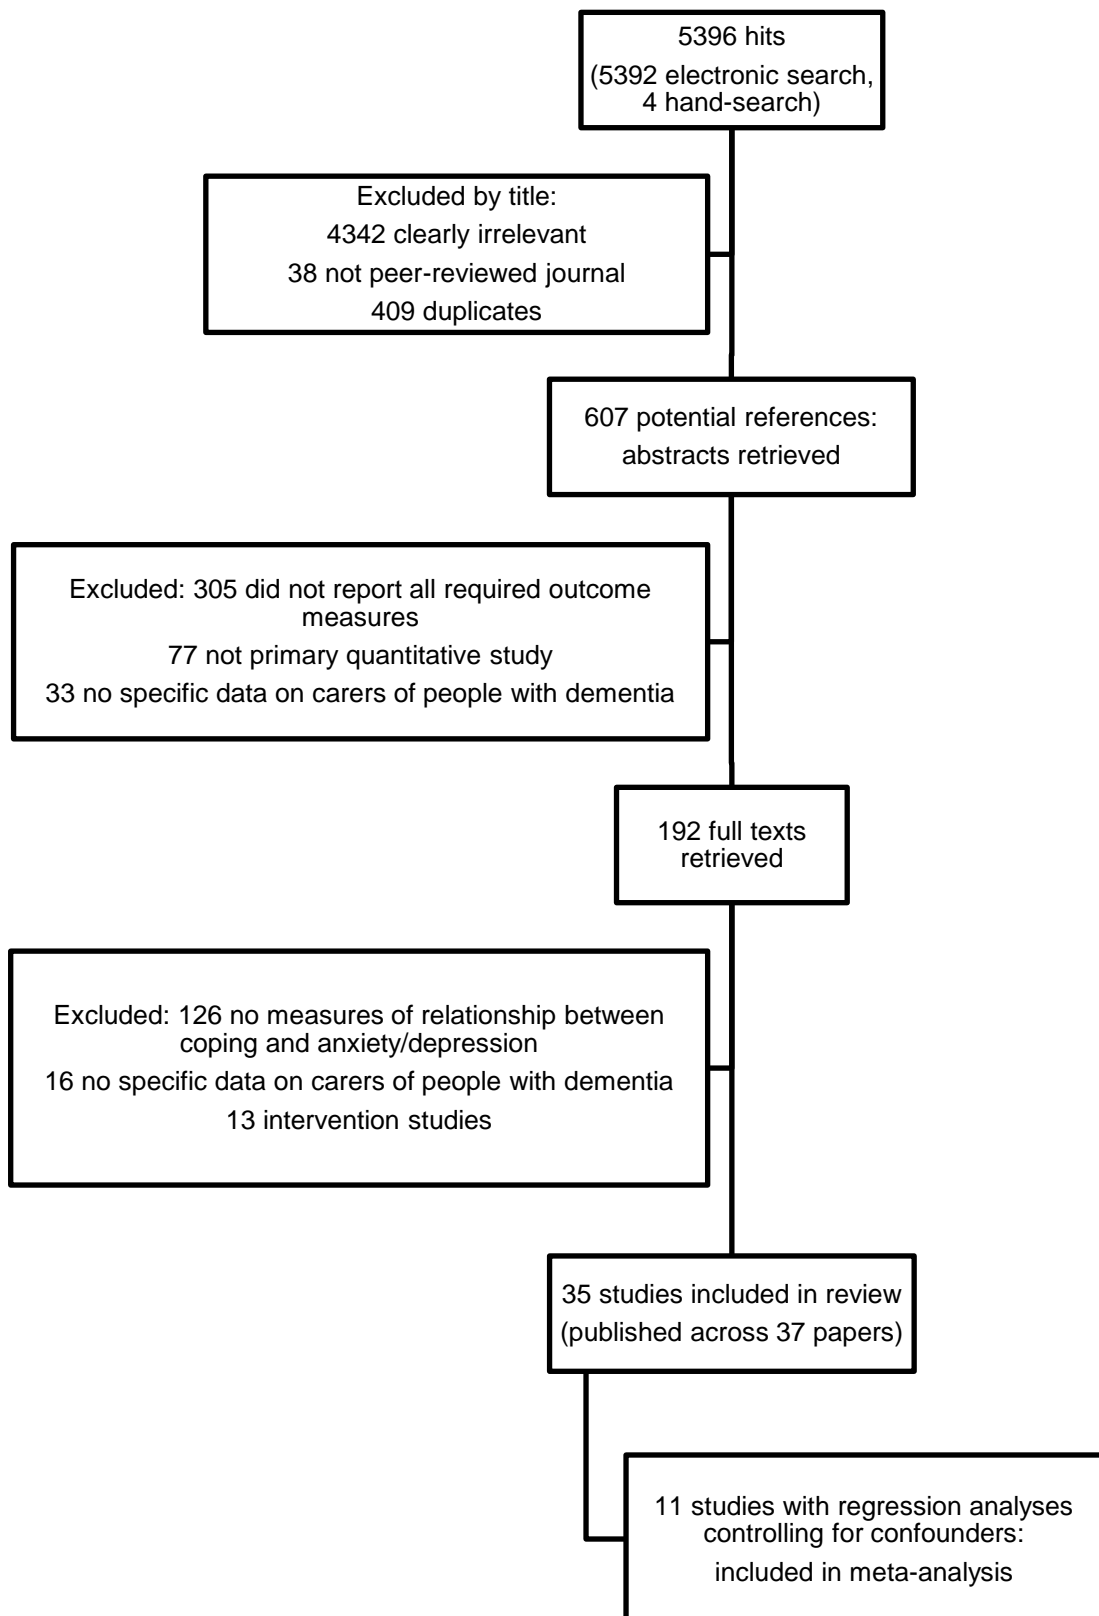 5396 hits
(5392 electronic search,
4 hand-search)
Excluded by title:
4342 clearly irrelevant
38 not peer-reviewed journal
409 duplicates
607 potential references:
abstracts retrieved
Excluded: 305 did not report all required outcome
measures
77 not primary quantitative study
33 no specific data on carers of people with dementia
192 full texts
retrieved
Excluded: 126 no measures of relationship between
coping and anxiety/depression
16 no specific data on carers of people with dementia
13 intervention studies
35 studies included in review
(published across 37 papers)
11 studies with regression analyses
controlling for confounders:
included in meta-analysis